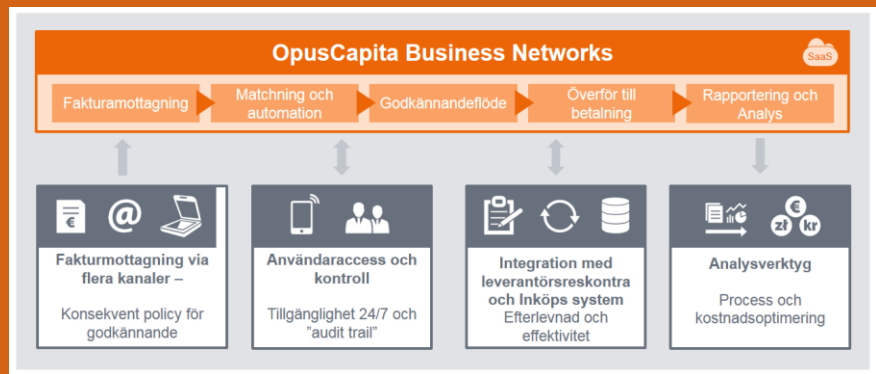 OpusCapita Business Networks
SaaS
Fakturamottagning
Matchning och
automation
Godkännandeflöde
Överför till
betalning
Rapportering och
Analys
€
@
Fakturmottagning via
flera kanaler –
Konsekvent policy för
godkännande
Användaraccess och
kontroll
Tillgänglighet 24/7 och
"audit trail"
Integration med
leverantörsreskontra
och Inköps system
Efterlevnad och
effektivitet
€
zł
kr
Analysverktyg
Process och
kostnadsoptimering